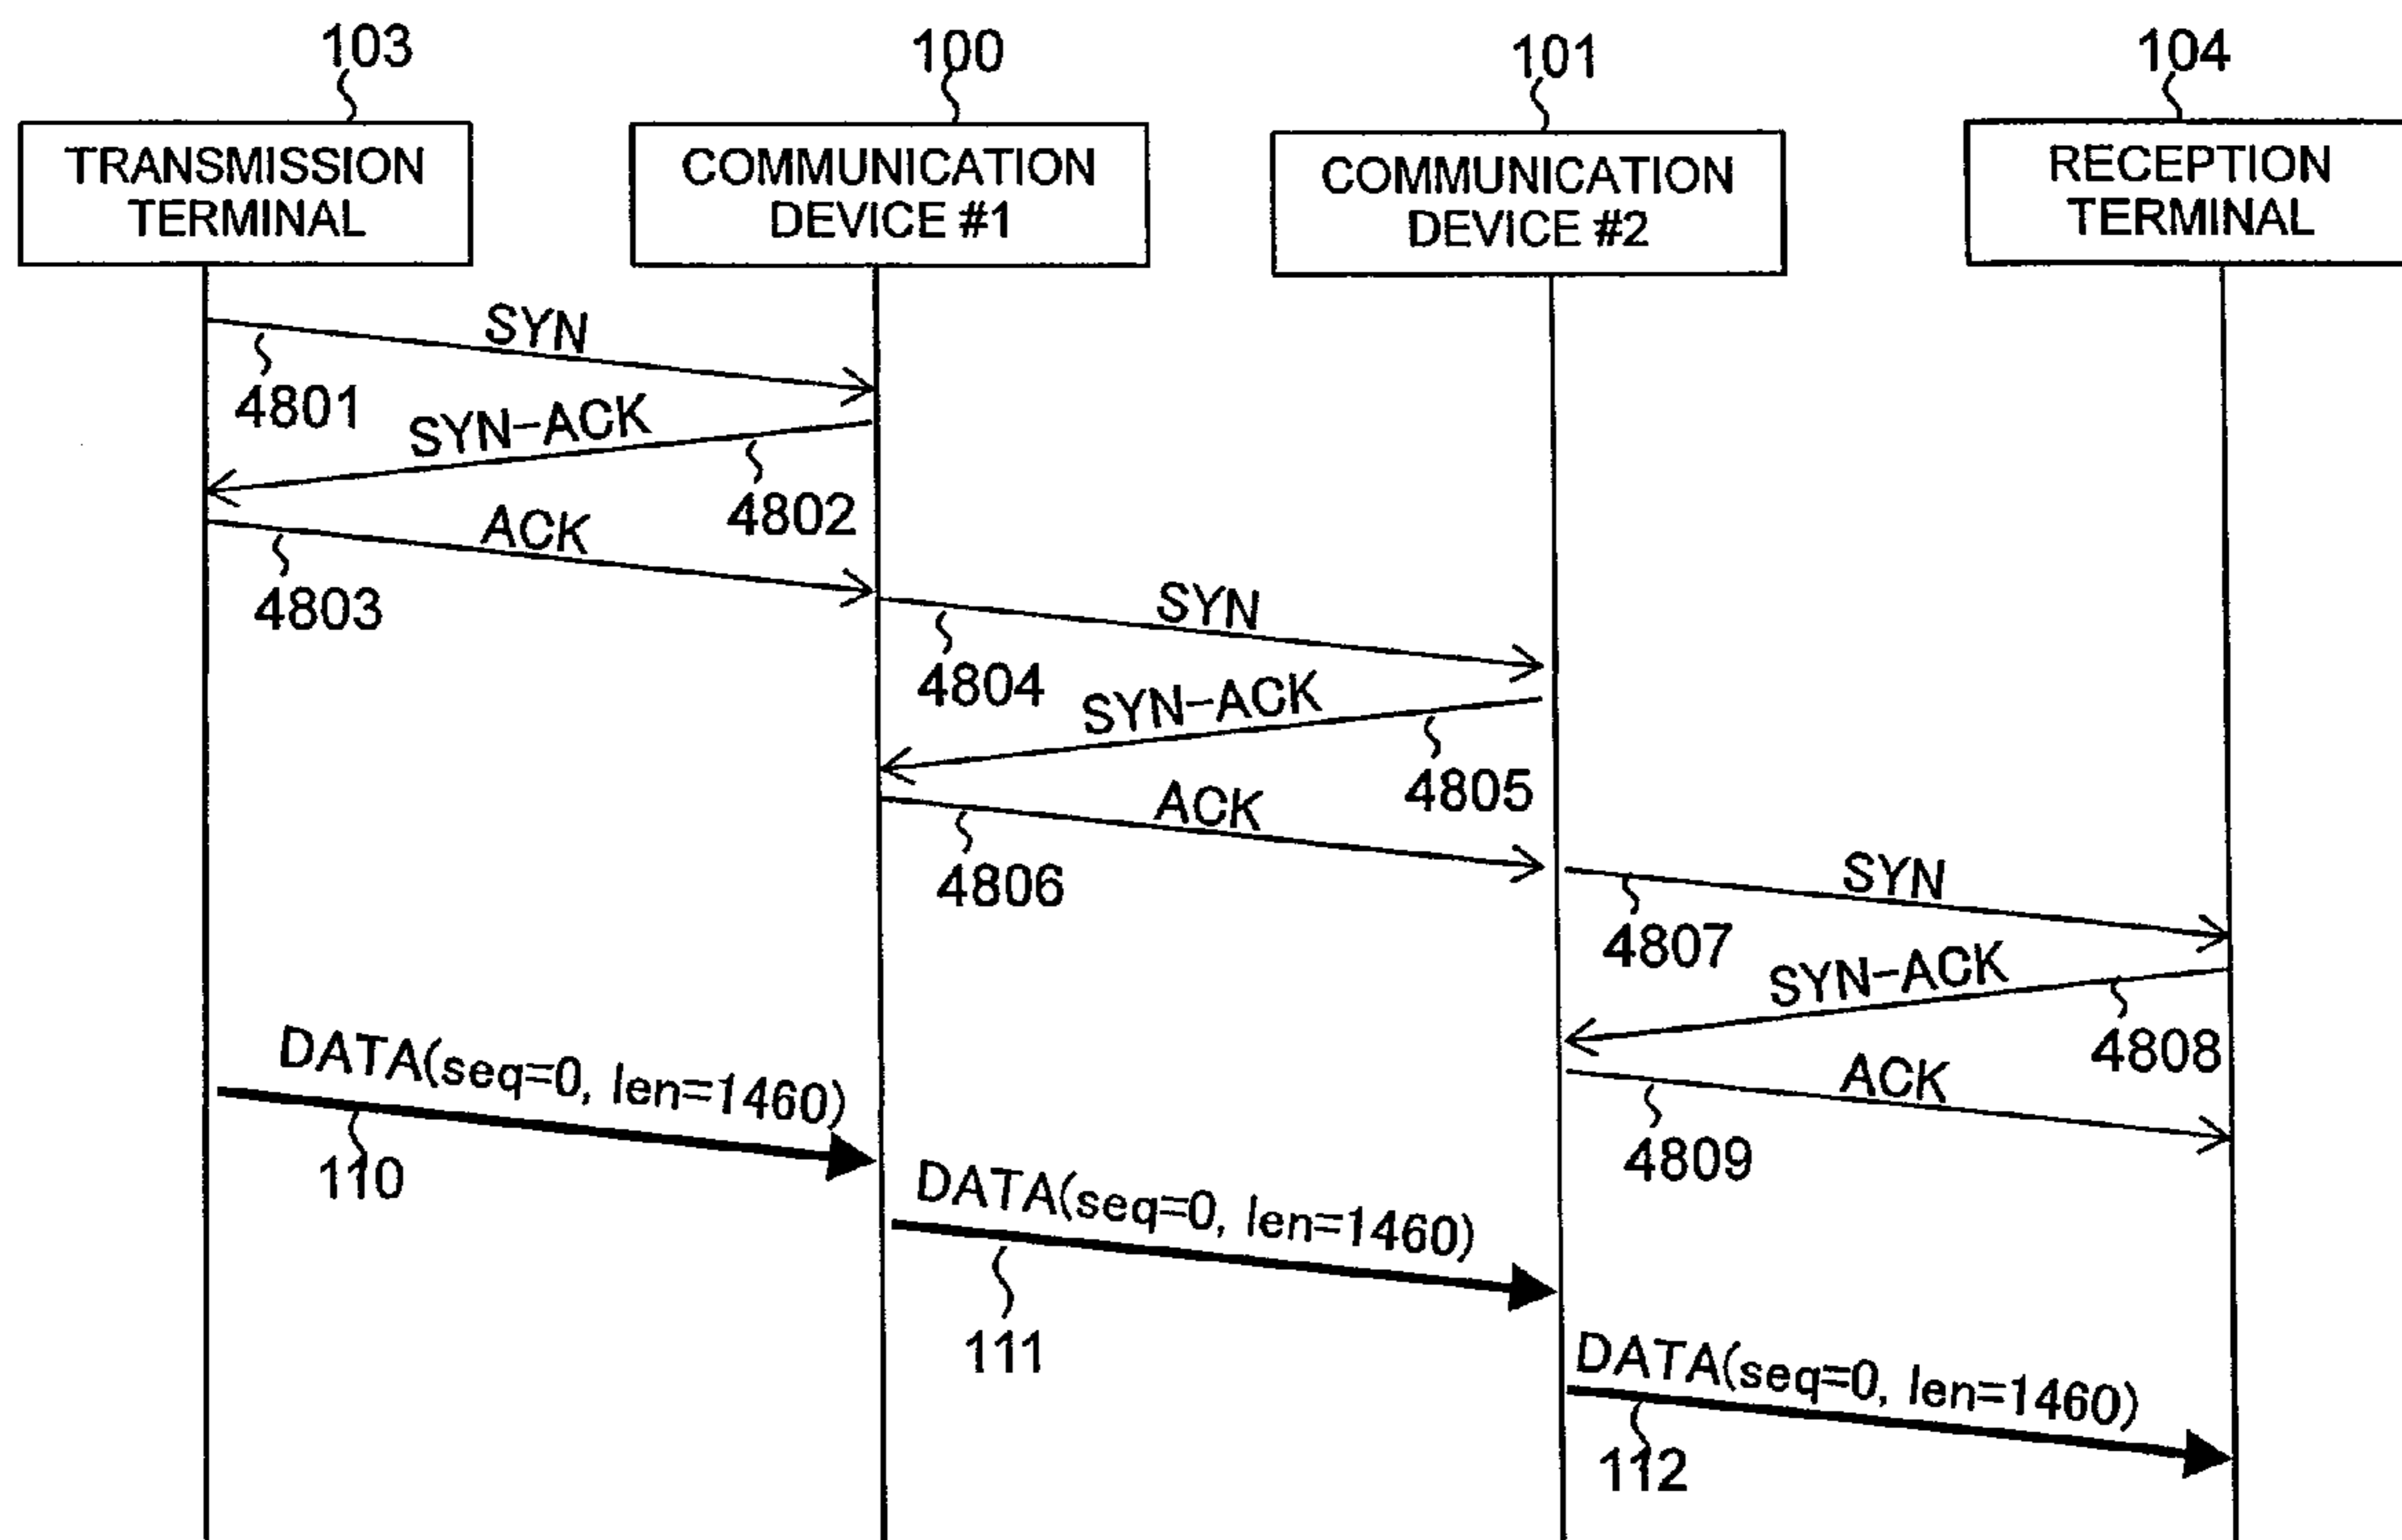 103
100
101
104
TRANSMISSION
TERMINAL
COMMUNICATION
DEVICE #1
COMMUNICATION
DEVICE #2
RECEPTION
TERMINAL
SYN
4801
SYN-ACK
4802
ACK
4803
SYN
4804
SYN-ACK
4805
ACK
4806
SYN
4807
SYN-ACK
4808
ACK
4809
DATA(seq=0, len=1460)
110
DATA(seq=0, len=1460)
111
DATA(seq=0, len=1460)
112